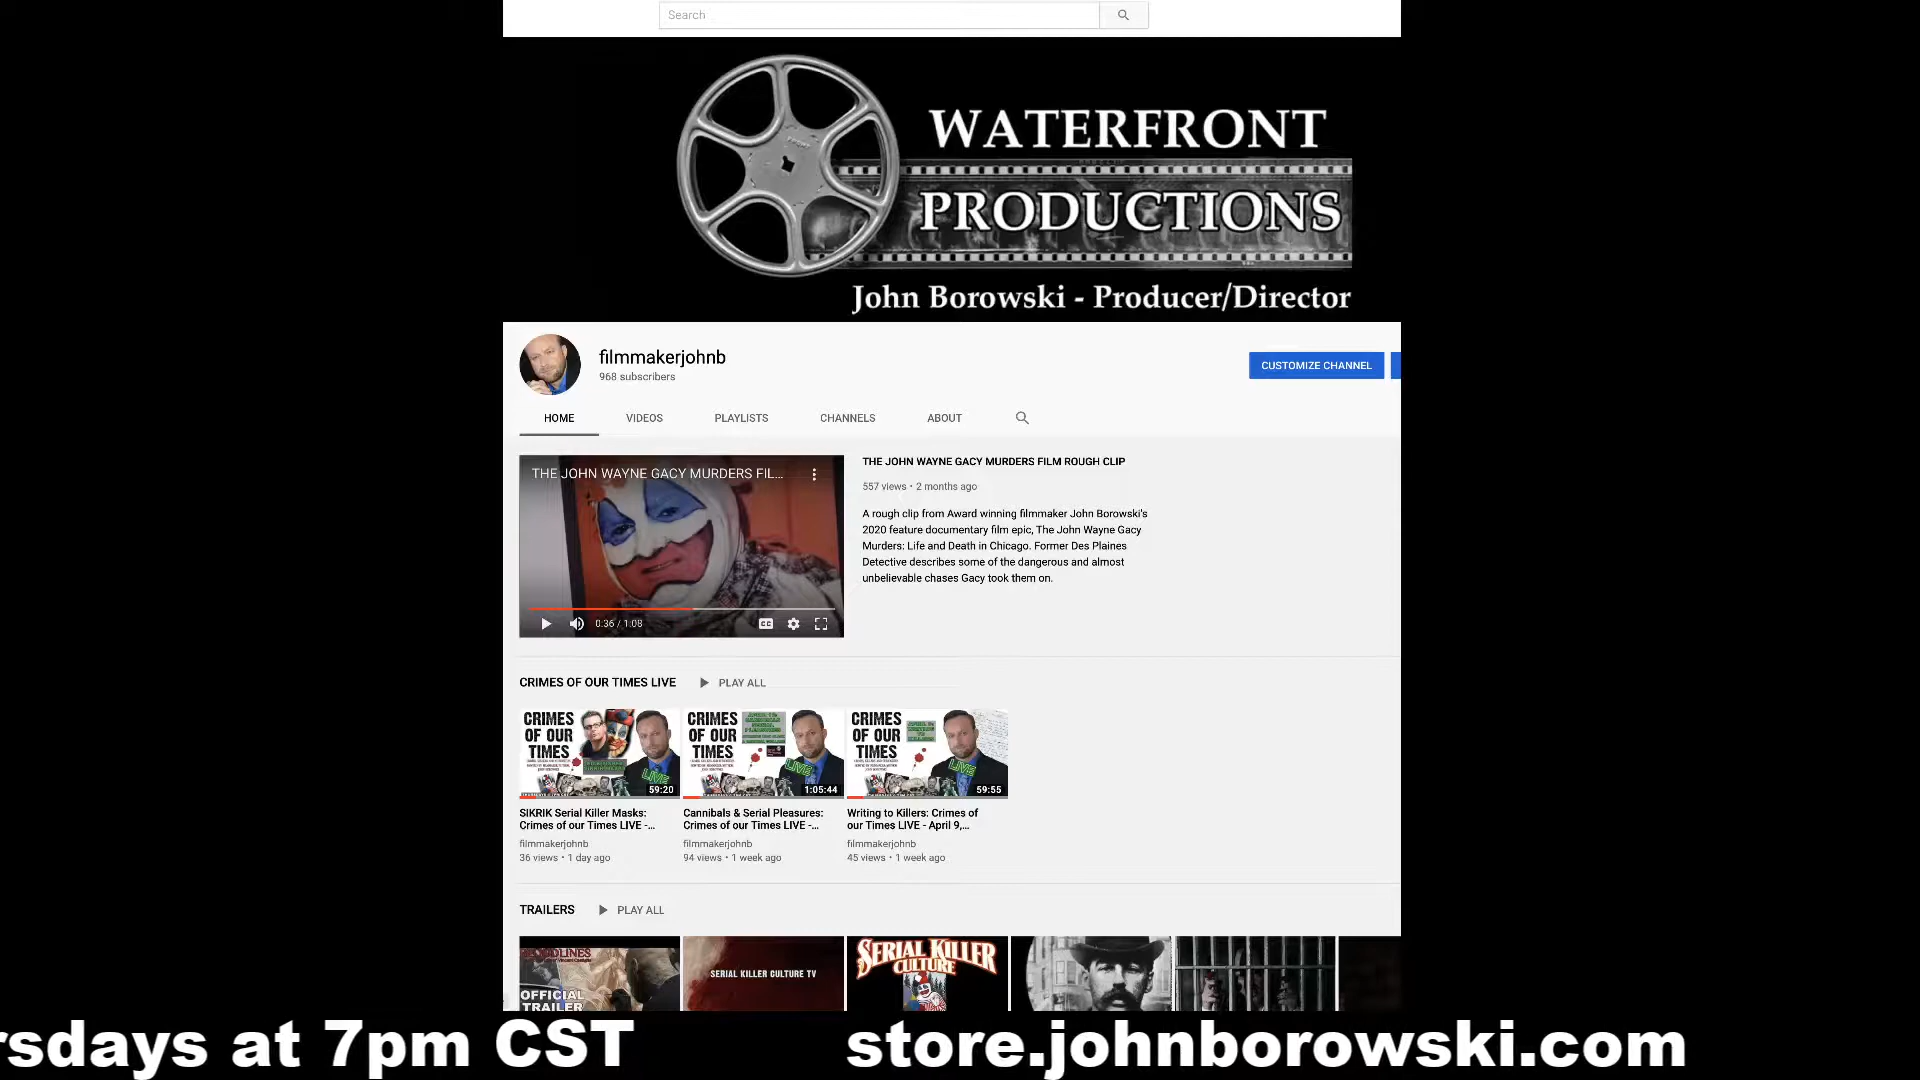 Search
WATERFRONT
PRODUCTIONS
John Borowski - Producer/Director
filmmakerjohnb
968 subscribers
CUSTOMIZE CHANNEL
HOME
VIDEOS
PLAYLISTS
CHANNELS
ABOUT
THE JOHN WAYNE GACY MURDERS FIL...
0:36 / 1:08
THE JOHN WAYNE GACY MURDERS FILM ROUGH CLIP
557 views • 2 months ago
A rough clip from Award winning filmmaker John Borowski's
2020 feature documentary film epic, The John Wayne Gacy
Murders: Life and Death in Chicago. Former Des Plaines
Detective describes some of the dangerous and almost
unbelievable chases Gacy took them on.
CRIMES OF OUR TIMES LIVE
PLAY ALL
CRIMES
OF OUR
TIMES
LIVE
59:20
SIKRIK Serial Killer Masks:
Crimes of our Times LIVE -...
filmmakerjohnb
36 views • 1 day ago
CRIMES
OF OUR
TIMES
LIVE
1:05:44
Cannibals & Serial Pleasures:
Crimes of our Times LIVE -...
filmmakerjohnb
94 views • 1 week ago
CRIMES
OF OUR
TIMES
LIVE
59:55
Writing to Killers: Crimes of
our Times LIVE - April 9,...
filmmakerjohnb
45 views • 1 week ago
TRAILERS
PLAY ALL
OFFICIAL
TRAILER
SERIAL KILLER CULTURE TV
SERIAL KILLER
CULTURE
rsdays at 7pm CST
store.johnborowski.com